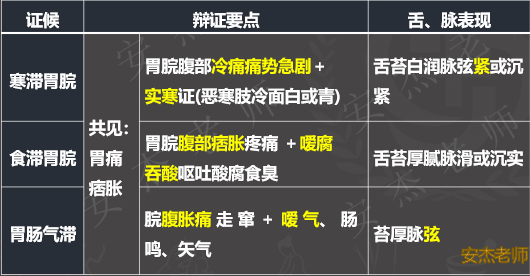 证候 辩证要点 舌、脉表现
寒滞胃脘
共见：
胃痛
痞胀
胃脘腹部冷痛痛势急剧+
实寒证(恶寒肢冷面白或青)
舌苔白润脉弦紧或沉
紧
食滞胃脘
胃脘腹部痞胀疼痛 +嗳腐
吞酸呕吐酸腐食臭
舌苔厚腻脉滑或沉实
胃肠气滞
脘腹胀痛走窜+嗳气、肠
鸣、矢气
苔厚脉弦
安杰老师